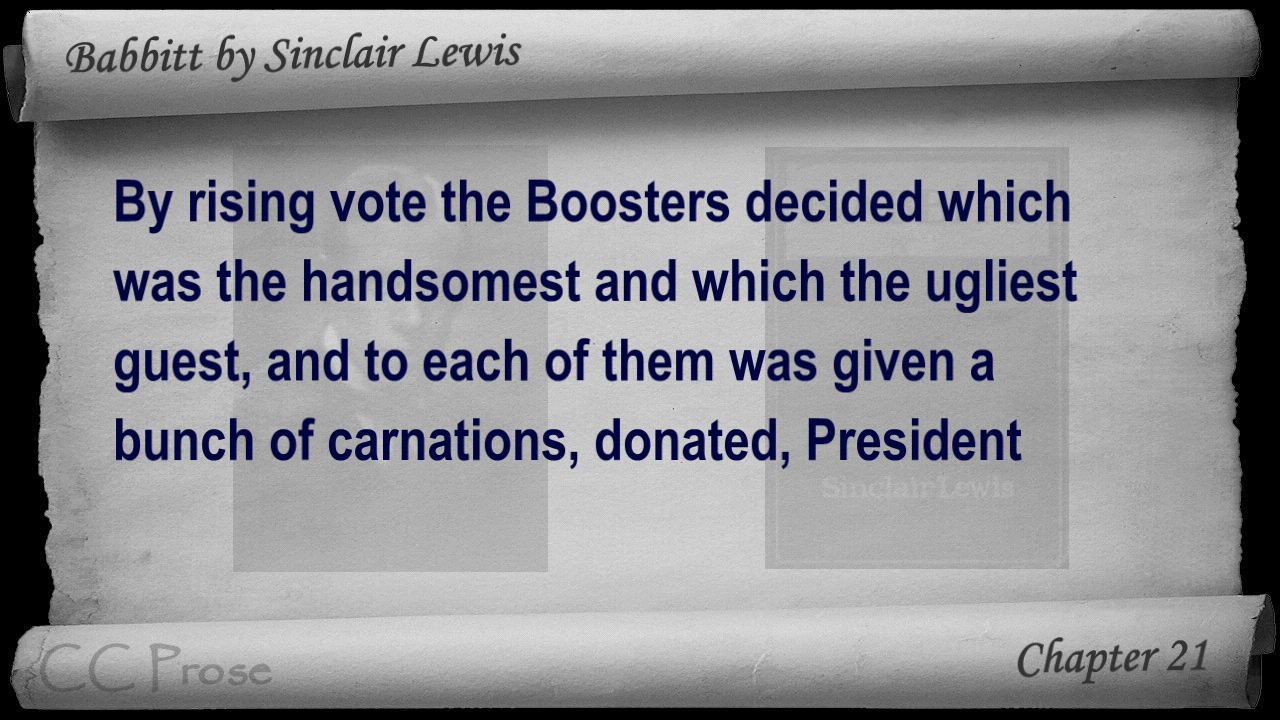 Babbitt by Sinclair Lewis
By rising vote the Boosters decided which
was the handsomest and which the ugliest
guest, and to each of them was given a
bunch of carnations, donated, President
Sinclair Lewis
CC Prose
Chapter 21